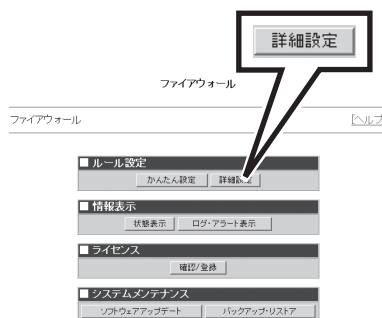 詳細設定
ファイアウォール
ファイアウォール [ヘルプ
■ ルール設定
かんたん設定 詳細設定
■ 情報表示
状態表示 ログ・アラート表示
■ ライセンス
確認/登録
■ システムメンテナンス
ソフトウェアアップデート バックアップ・リストア